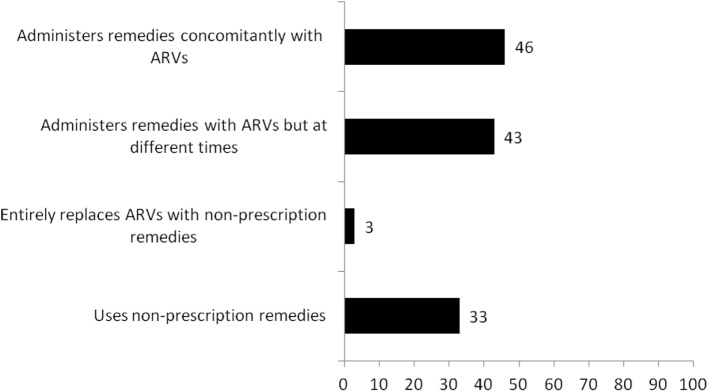 Administers remedies concomitantly with
ARVs
46
Administers remedies with ARVs but at
different times
43
Entirely replaces ARVs with non-prescription
remedies
3
Uses non-prescription remedies
33
0 10 20 30 40 50 60 70 80 90 100